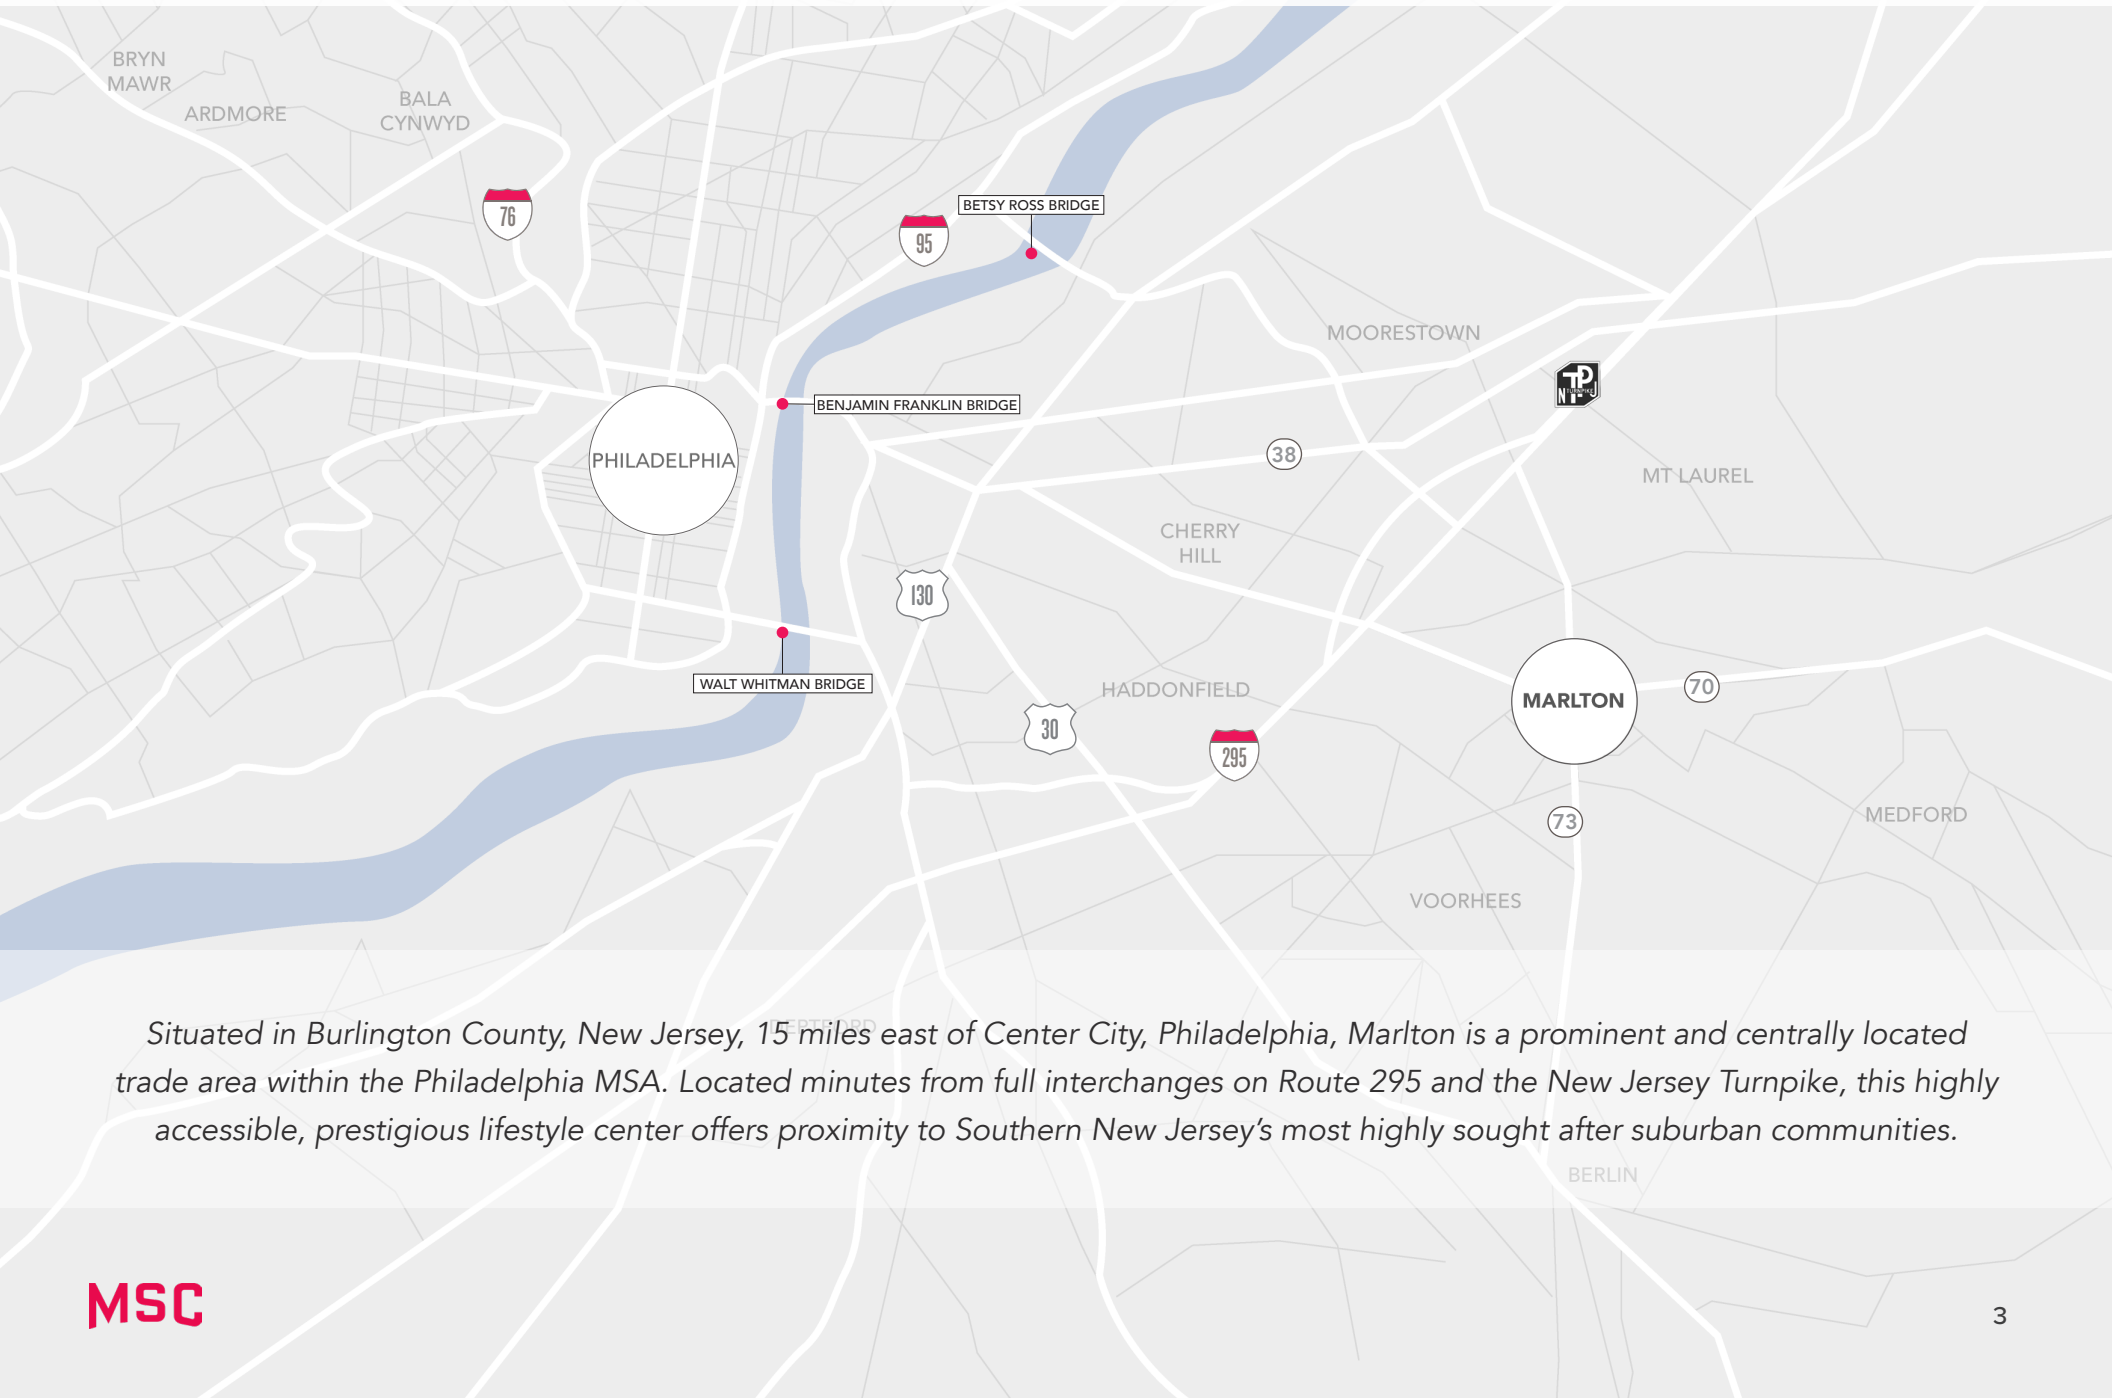 BRYN
MAWR
ARDMORE
BALA
CYNWYD
76
95
BETSY ROSS BRIDGE
MOORESTOWN
NTPJ
TURNPIKE
BENJAMIN FRANKLIN BRIDGE
PHILADELPHIA
38
MT LAUREL
CHERRY
HILL
130
WALT WHITMAN BRIDGE
HADDONFIELD
70
MARLTON
30
295
73
MEDFORD
VOORHEES
DEPTFORD
Situated in Burlington County, New Jersey, 15 miles east of Center City, Philadelphia, Marlton is a prominent and centrally located
trade area within the Philadelphia MSA. Located minutes from full interchanges on Route 295 and the New Jersey Turnpike, this highly
accessible, prestigious lifestyle center offers proximity to Southern New Jersey’s most highly sought after suburban communities.
BERLIN
MSC
3